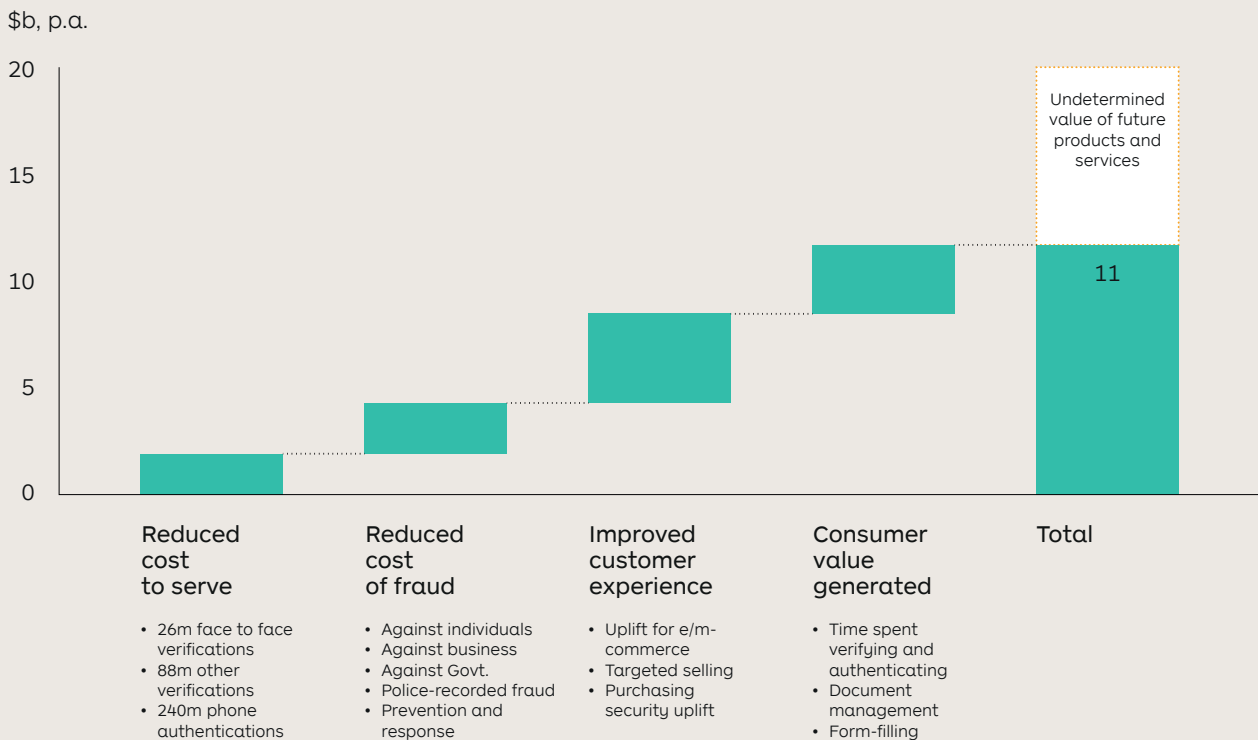 $b, p.a.
20
15
10
5
0
Undetermined
value of future
products and
services
11
Reduced
cost
to serve
• 26m face to face
verifications
• 88m other
verifications
• 240m phone
authentications
Reduced
cost
of fraud
• Against individuals
• Against business
• Against Govt.
• Police-recorded fraud
• Prevention and
response
Improved
customer
experience
• Uplift for e/m-
commerce
• Targeted selling
• Purchasing
security uplift
Consumer
value
generated
• Time spent
verifying and
authenticating
• Document
management
• Form-filling
Total